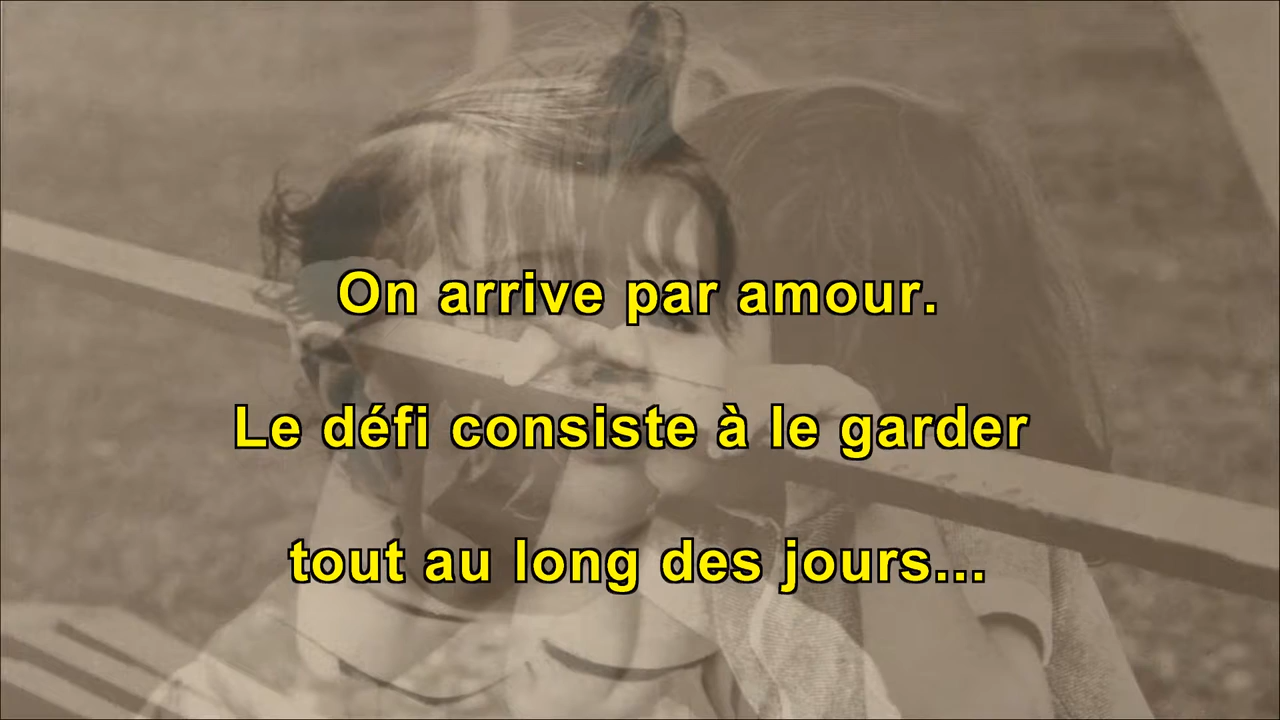 On arrive par amour.
Le défi consiste à le garder
tout au long des jours...